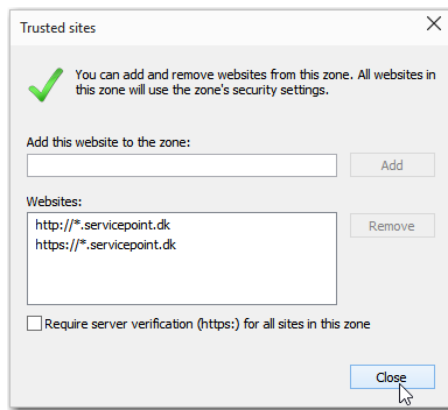 Trusted sites
You can add and remove websites from this zone. All websites in
this zone will use the zone's security settings.
Add this website to the zone:
Add
Websites:
http://*.servicepoint.dk
https://*.servicepoint.dk
Remove
Require server verification (https:) for all sites in this zone
Close